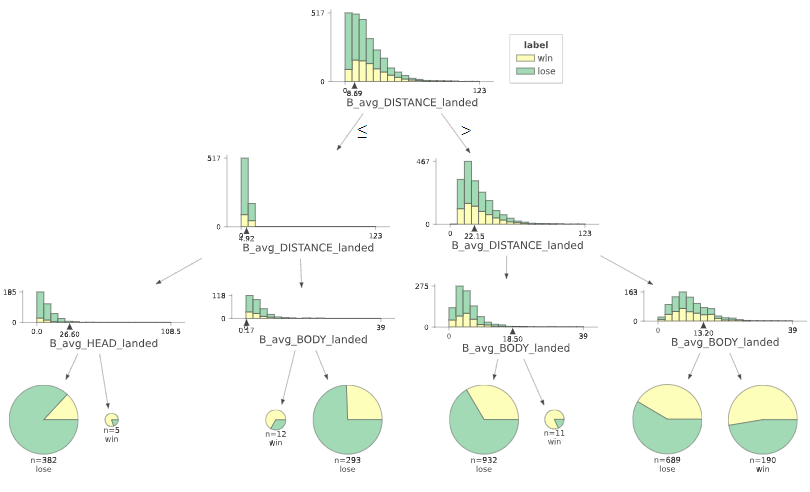 517
label
win
lose
0
0
8.69
123
B_avg_DISTANCE_landed
≤
>
517
0
0
4.92
123
B_avg_DISTANCE_landed
467
0
22.15
123
B_avg_DISTANCE_landed
185
0
0.0
26.60
108.5
B_avg_HEAD_landed
118
0
0.17
39
B_avg_BODY_landed
275
0
0
18.50
39
B_avg_BODY_landed
163
0
0
13.20
39
B_avg_BODY_landed
n=382
lose
n=5
win
n=12
win
n=293
lose
n=932
lose
n=11
win
n=689
lose
n=190
win